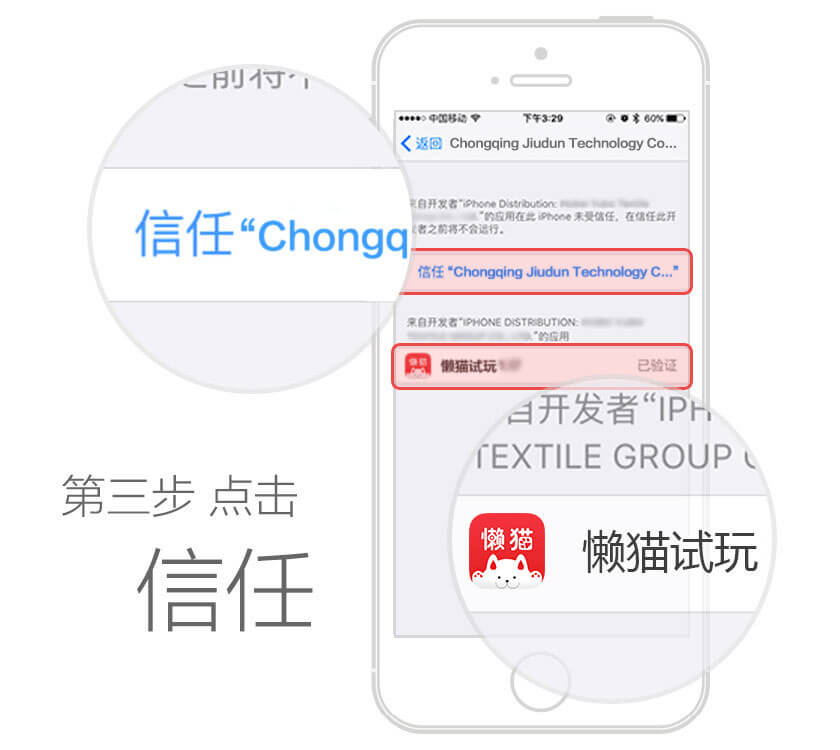 之前将不
信任“Chongq
中国移动 下午3:29 60%
返回 Chongqing Jiudun Technology Co...
来自开发者“iPhone Distribution:
”的应用在此 iPhone 未受信任，在信任此开
发者之前将不会运行。
信任 “Chongqing Jiudun Technology C...”
来自开发者“IPHONE DISTRIBUTION:
TEXTILE GROUP CO., LTD.”的应用
懒猫试玩 已验证
自开发者“IPH
TEXTILE GROUP
懒猫 懒猫试玩
第三步 点击
信任